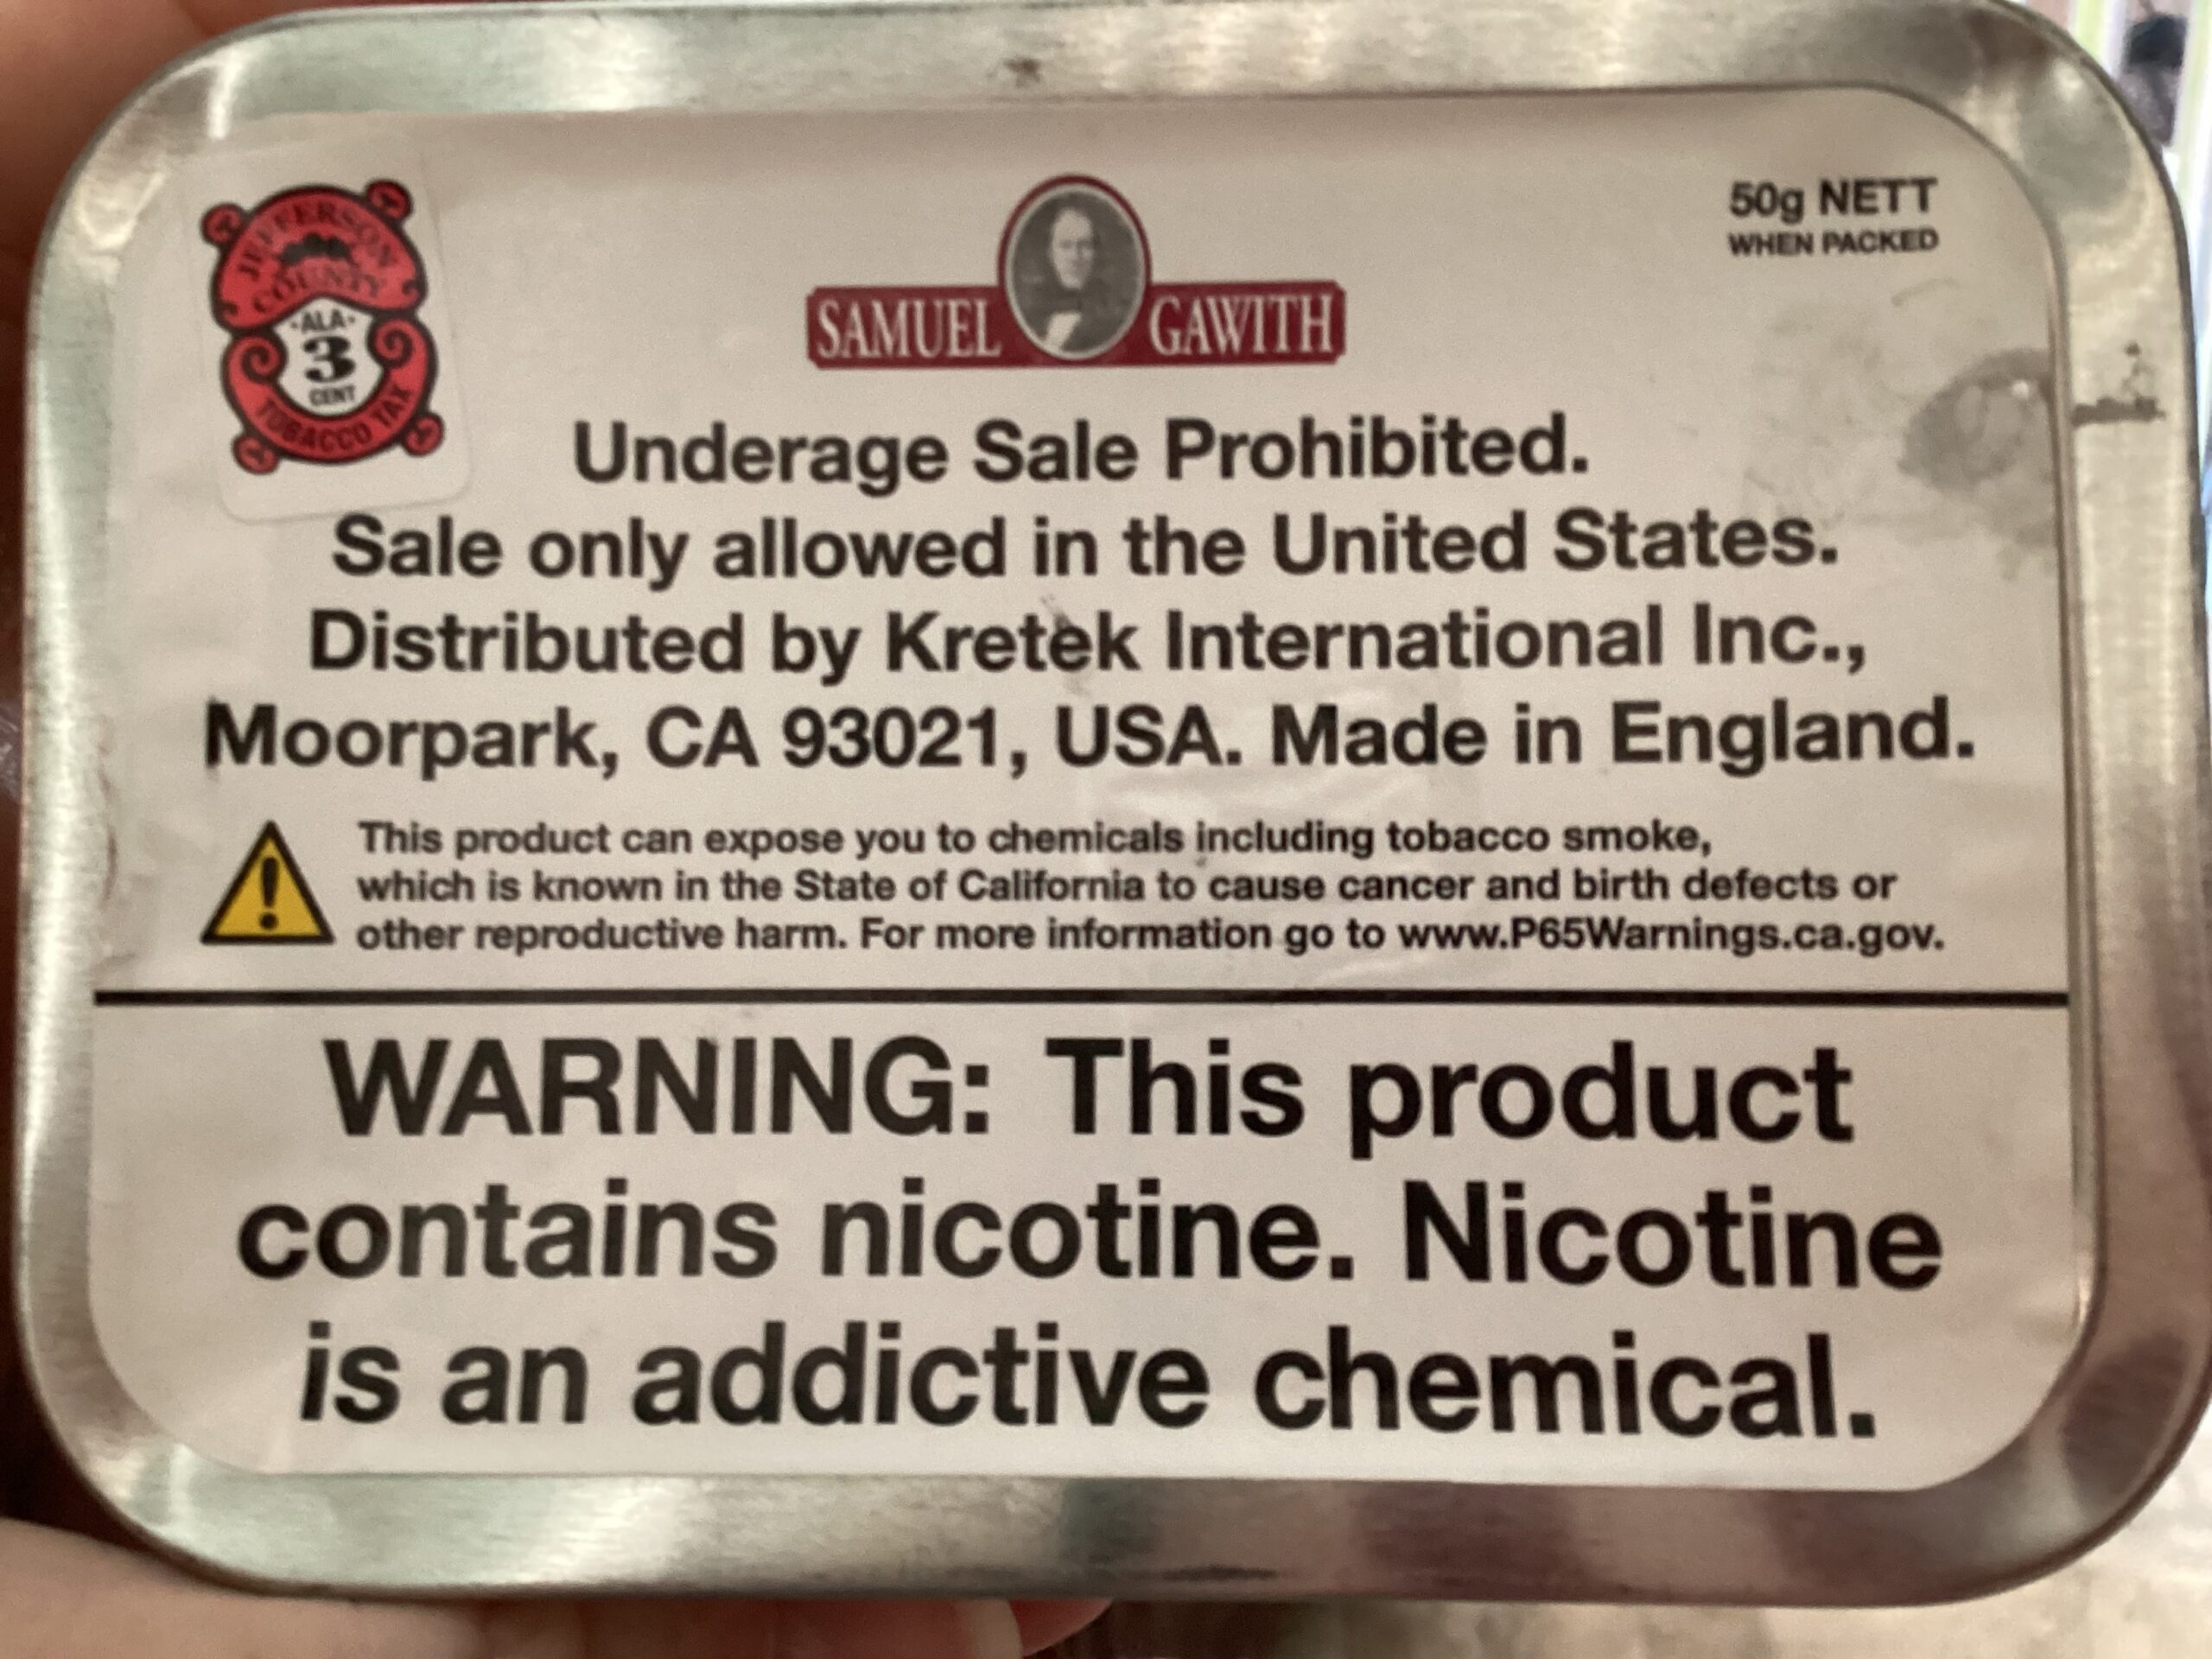 JEFFERSON
COUNTY
·ALA·
3
CENT
TOBACCO TAX
SAMUEL GAWITH
50g NETT
WHEN PACKED
Underage Sale Prohibited.
Sale only allowed in the United States.
Distributed by Kretek International Inc.,
Moorpark, CA 93021, USA. Made in England.
This product can expose you to chemicals including tobacco smoke,
which is known in the State of California to cause cancer and birth defects or
other reproductive harm. For more information go to www.P65Warnings.ca.gov.
WARNING: This product
contains nicotine. Nicotine
is an addictive chemical.